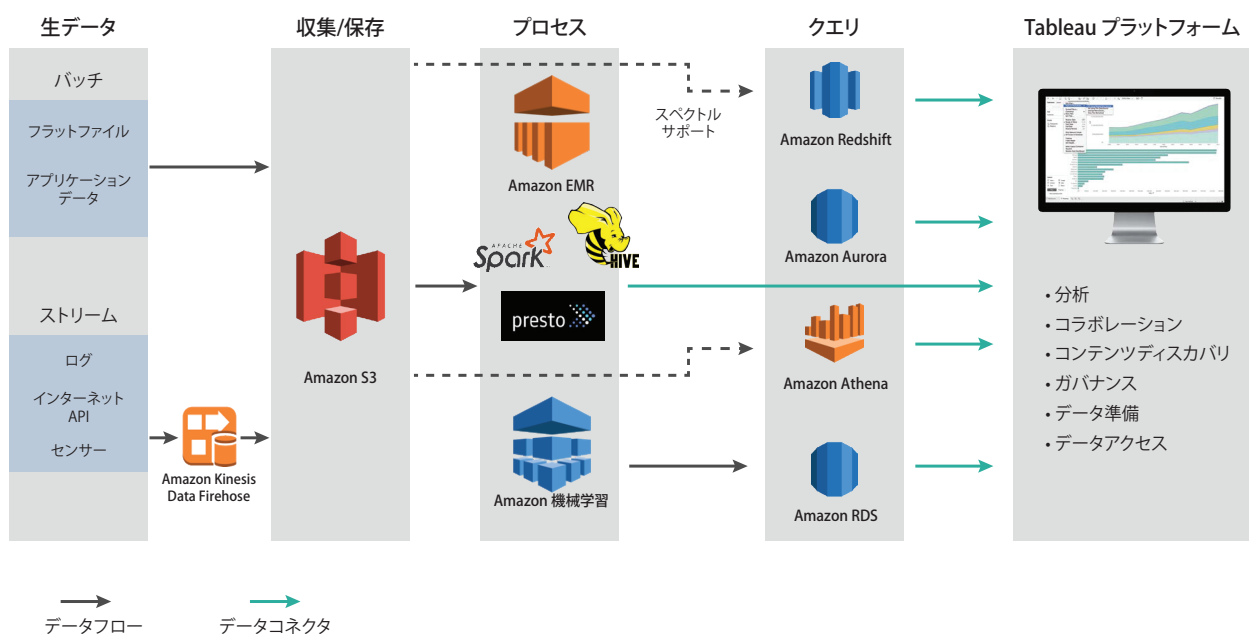 生データ
収集/保存
プロセス
クエリ
Tableau プラットフォーム
バッチ
フラットファイル
アプリケーション
データ
ストリーム
ログ
インターネット
API
センサー
Amazon Kinesis
Data Firehose
Amazon S3
Amazon EMR
APACHE
Spark
HIVE
presto
Amazon 機械学習
スペクトル
サポート
Amazon Redshift
Amazon Aurora
Amazon Athena
Amazon RDS
• 分析
• コラボレーション
• コンテンツディスカバリ
• ガバナンス
• データ準備
• データアクセス
データフロー
データコネクタ